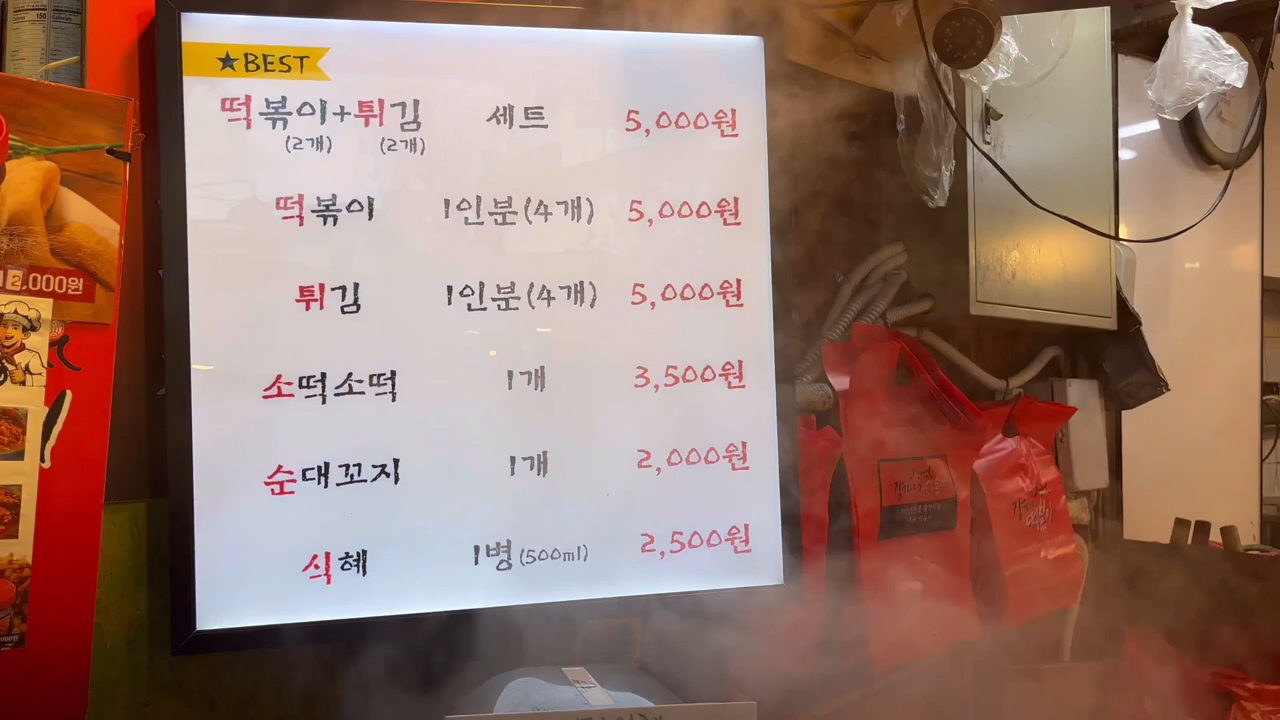 ★BEST
떡볶이+튀김 세트 5,000원
(2개) (2개)
떡볶이 1인분(4개) 5,000원
튀김 1인분(4개) 5,000원
소떡소떡 1개 3,500원
순대꼬지 1개 2,000원
식혜 1병(500ml) 2,500원
,000원